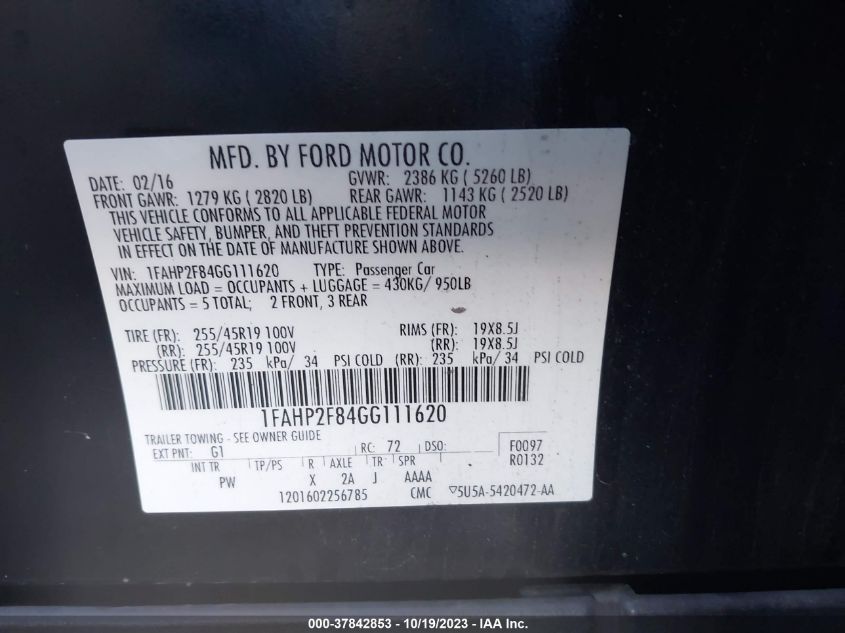 MFD. BY FORD MOTOR CO.
DATE: 02/16 GVWR: 2386 KG ( 5260 LB)
FRONT GAWR: 1279 KG ( 2820 LB) REAR GAWR: 1143 KG ( 2520 LB)
THIS VEHICLE CONFORMS TO ALL APPLICABLE FEDERAL MOTOR
VEHICLE SAFETY, BUMPER, AND THEFT PREVENTION STANDARDS
IN EFFECT ON THE DATE OF MANUFACTURE SHOWN ABOVE.
VIN: 1FAHP2F84GG111620 TYPE: Passenger Car
MAXIMUM LOAD = OCCUPANTS + LUGGAGE = 430KG/ 950LB
OCCUPANTS = 5 TOTAL; 2 FRONT, 3 REAR
TIRE (FR): 255/45R19 100V RIMS (FR): 19X8.5J
(RR): 255/45R19 100V (RR): 19X8.5J
PRESSURE (FR): 235 kPa/ 34 PSI COLD (RR): 235 kPa/ 34 PSI COLD
1FAHP2F84GG111620
TRAILER TOWING - SEE OWNER GUIDE
EXT PNT: G1 RC: 72 DSO: F0097
INT TR TP/PS R AXLE TR SPR R0132
PW X 2A J AAAA
1201602256785 CMC ▽5U5A-5420472-AA
000-37842853 - 10/19/2023 - IAA Inc.